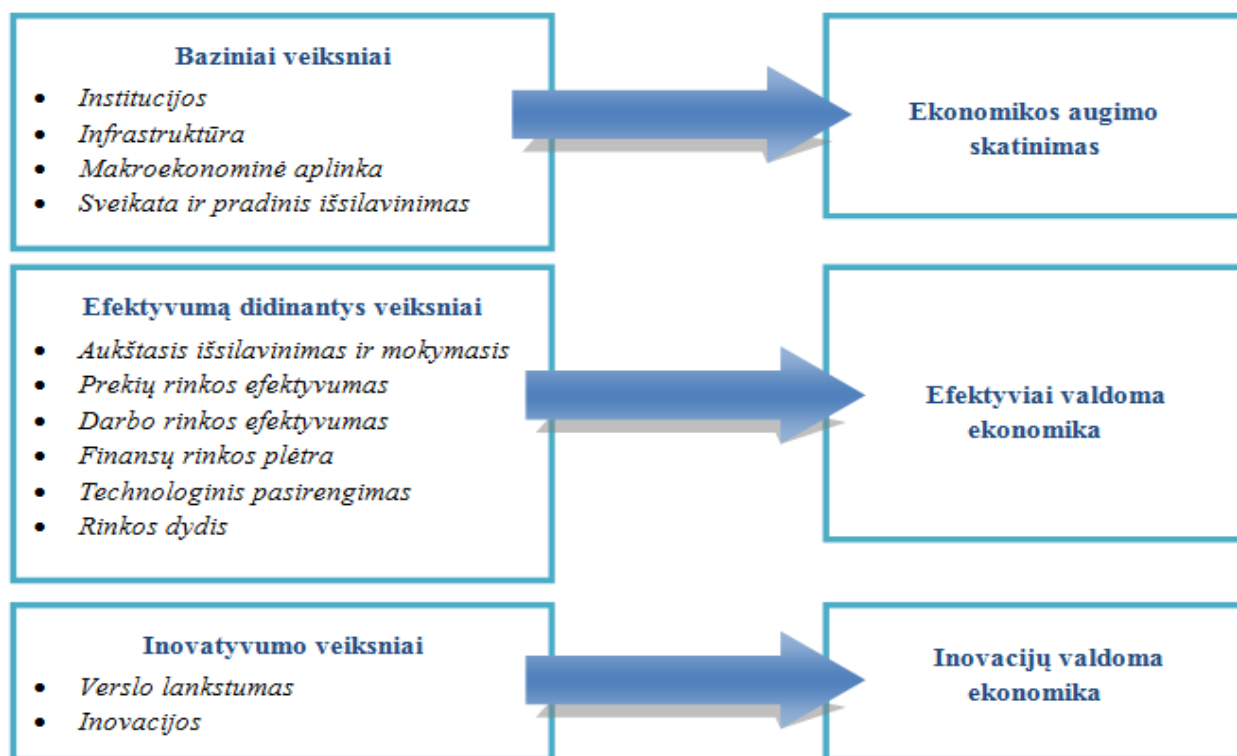 Baziniai veiksniai
• Institucijos
• Infrastruktūra
• Makroekonominė aplinka
• Sveikata ir pradinis išsilavinimas
Ekonomikos augimo
skatinimas
Efektyvumą didinantys veiksniai
• Aukštasis išsilavinimas ir mokymasis
• Prekių rinkos efektyvumas
• Darbo rinkos efektyvumas
• Finansų rinkos plėtra
• Technologinis pasirengimas
• Rinkos dydis
Efektyviai valdoma
ekonomika
Inovatyvumo veiksniai
• Verslo lankstumas
• Inovacijos
Inovacijų valdoma
ekonomika